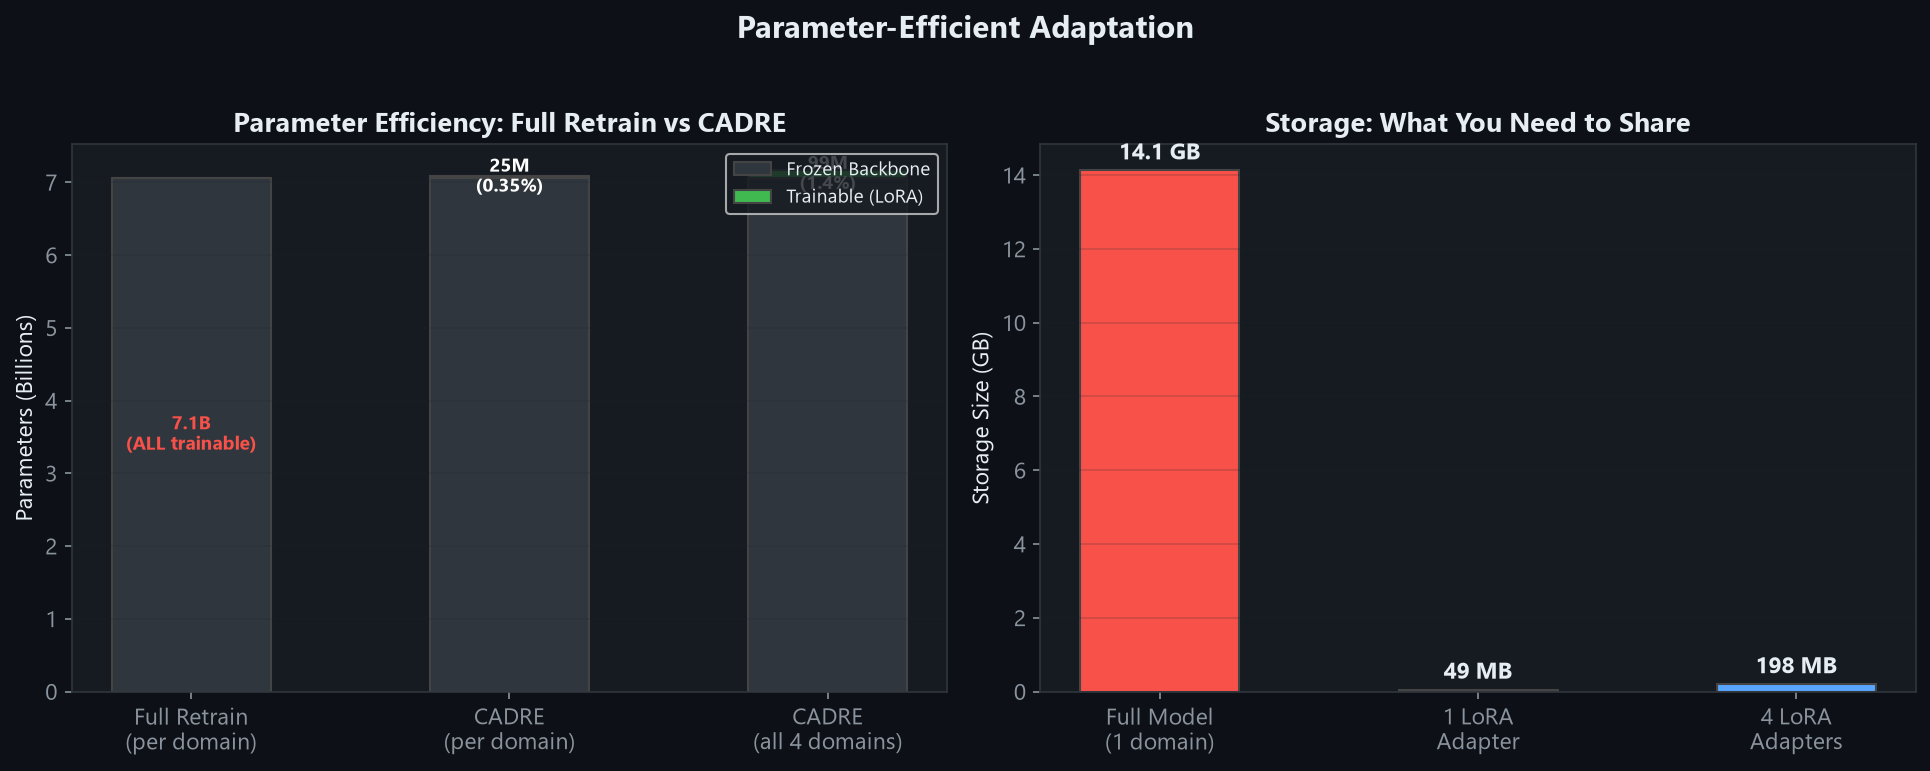 Parameter-Efficient Adaptation
Parameter Efficiency: Full Retrain vs CADRE
Parameters (Billions)
7
6
5
4
3
2
1
0
7.1B
(ALL trainable)
25M
(0.35%)
99M
(1.4%)
Frozen Backbone
Trainable (LoRA)
Full Retrain
(per domain)
CADRE
(per domain)
CADRE
(all 4 domains)
Storage: What You Need to Share
Storage Size (GB)
14
12
10
8
6
4
2
0
14.1 GB
49 MB
198 MB
Full Model
(1 domain)
1 LoRA
Adapter
4 LoRA
Adapters